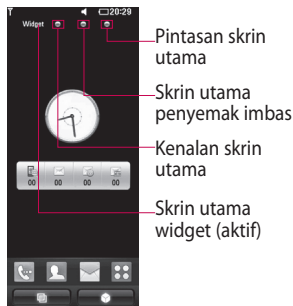 20:29
Widget
Pintasan skrin
utama
Skrin utama
penyemak imbas
Kenalan skrin
utama
Skrin utama
widget (aktif)
00 00 00 00